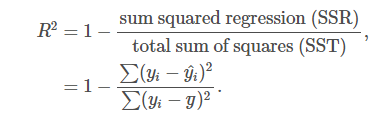 R² = 1 − sum squared regression (SSR) / total sum of squares (SST),
= 1 − ∑(yᵢ − ŷᵢ)² / ∑(yᵢ − ȳ)².